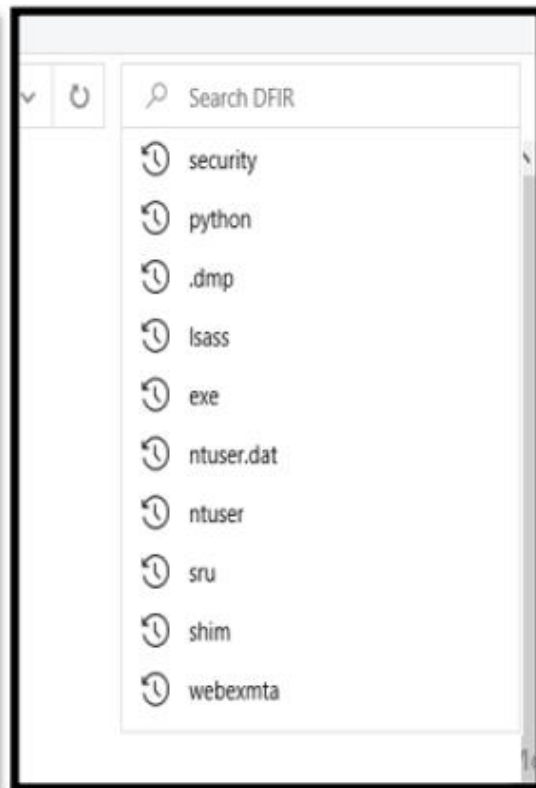 Search DFIR
security
python
.dmp
lsass
exe
ntuser.dat
ntuser
sru
shim
webexmta